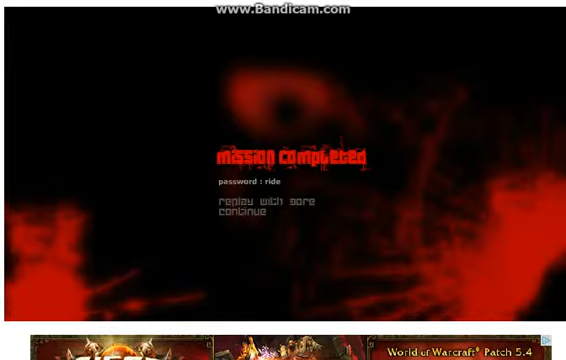 www.Bandicam.com
mission completed
password : ride
replay with gore
continue
World of Warcraft® Patch 5.4